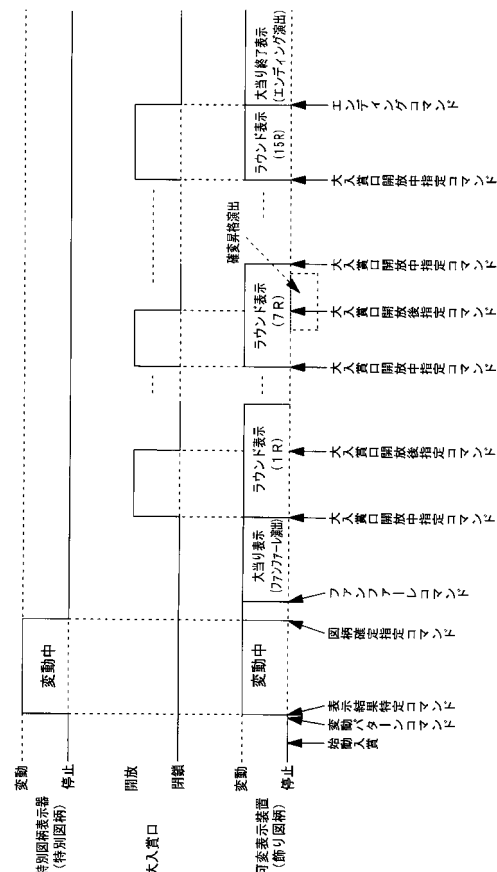 特別図柄表示器
(特別図柄)
変動
停止
変動中
大入賞口
開放
閉鎖
可変表示装置
(飾り図柄)
変動
停止
変動中
大当り表示
(ファンファーレ演出)
ラウンド表示
(1R)
ラウンド表示
(7R)
ラウンド表示
(15R)
大当り終了表示
(エンディング演出)
確変昇格演出
始動入賞
変動パターンコマンド
表示結果特定コマンド
図柄確定指定コマンド
ファンファーレコマンド
大入賞口開放中指定コマンド
大入賞口開放後指定コマンド
大入賞口開放中指定コマンド
大入賞口開放後指定コマンド
大入賞口開放中指定コマンド
大入賞口開放中指定コマンド
エンディングコマンド